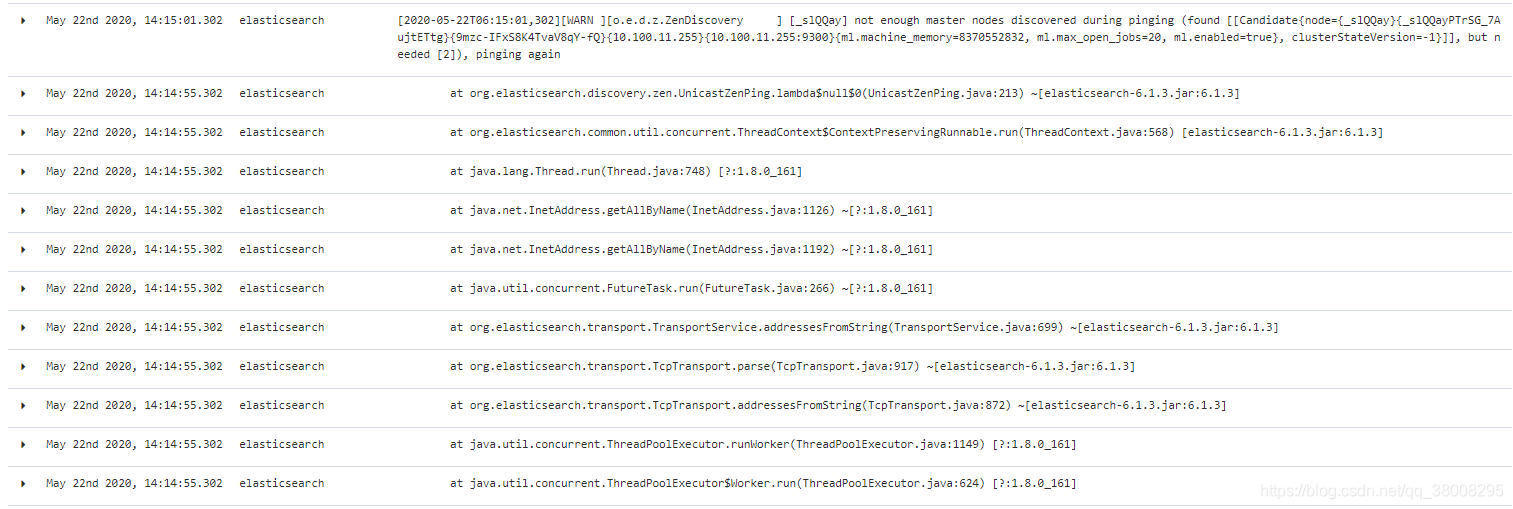 May 22nd 2020, 14:15:01.302 elasticsearch [2020-05-22T06:15:01,302][WARN ][o.e.d.z.ZenDiscovery     ] [_slQQay] not enough master nodes discovered during pinging (found [[Candidate{node={_slQQay}{_slQQayPTrSG_7A
ujtETtg}{9mzc-IFxS8K4TvaV8qY-fQ}{10.100.11.255}{10.100.11.255:9300}{ml.machine_memory=8370552832, ml.max_open_jobs=20, ml.enabled=true}, clusterStateVersion=-1}]], but n
eeded [2]), pinging again
May 22nd 2020, 14:14:55.302 elasticsearch at org.elasticsearch.discovery.zen.UnicastZenPing.lambda$null$0(UnicastZenPing.java:213) ~[elasticsearch-6.1.3.jar:6.1.3]
May 22nd 2020, 14:14:55.302 elasticsearch at org.elasticsearch.common.util.concurrent.ThreadContext$ContextPreservingRunnable.run(ThreadContext.java:568) [elasticsearch-6.1.3.jar:6.1.3]
May 22nd 2020, 14:14:55.302 elasticsearch at java.lang.Thread.run(Thread.java:748) [?:1.8.0_161]
May 22nd 2020, 14:14:55.302 elasticsearch at java.net.InetAddress.getAllByName(InetAddress.java:1126) ~[?:1.8.0_161]
May 22nd 2020, 14:14:55.302 elasticsearch at java.net.InetAddress.getAllByName(InetAddress.java:1192) ~[?:1.8.0_161]
May 22nd 2020, 14:14:55.302 elasticsearch at java.util.concurrent.FutureTask.run(FutureTask.java:266) ~[?:1.8.0_161]
May 22nd 2020, 14:14:55.302 elasticsearch at org.elasticsearch.transport.TransportService.addressesFromString(TransportService.java:699) ~[elasticsearch-6.1.3.jar:6.1.3]
May 22nd 2020, 14:14:55.302 elasticsearch at org.elasticsearch.transport.TcpTransport.parse(TcpTransport.java:917) ~[elasticsearch-6.1.3.jar:6.1.3]
May 22nd 2020, 14:14:55.302 elasticsearch at org.elasticsearch.transport.TcpTransport.addressesFromString(TcpTransport.java:872) ~[elasticsearch-6.1.3.jar:6.1.3]
May 22nd 2020, 14:14:55.302 elasticsearch at java.util.concurrent.ThreadPoolExecutor.runWorker(ThreadPoolExecutor.java:1149) [?:1.8.0_161]
May 22nd 2020, 14:14:55.302 elasticsearch at java.util.concurrent.ThreadPoolExecutor$Worker.run(ThreadPoolExecutor.java:624) [?:1.8.0_161]
https://blog.csdn.net/qq_38008295